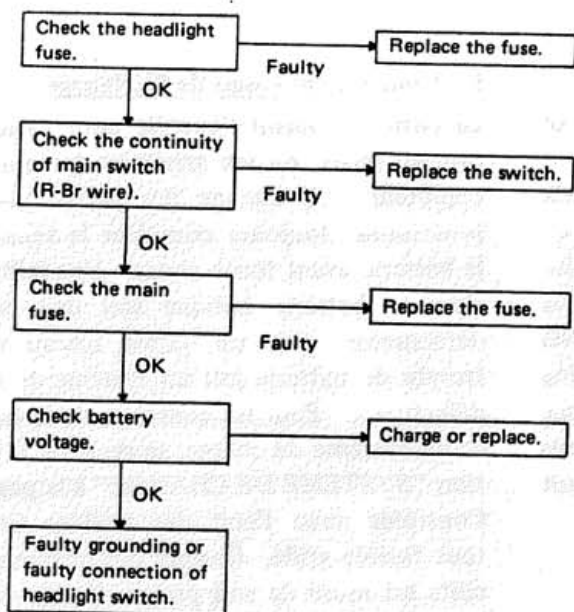 Check the headlight
fuse.
Faulty
Replace the fuse.
OK
Check the continuity
of main switch
(R-Br wire).
Faulty
Replace the switch.
OK
Check the main
fuse.
Faulty
Replace the fuse.
OK
Check battery
voltage.
Charge or replace.
OK
Faulty grounding or
faulty connection of
headlight switch.